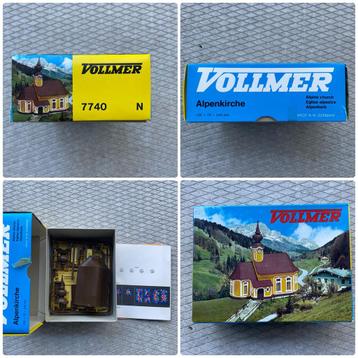 VOLLMER
7740 N
VOLLMER
Alpenkirche
Alpine church
Eglise alpestre
Alpenkerk
VOLLMER
Alpenkirche
VOLLMER